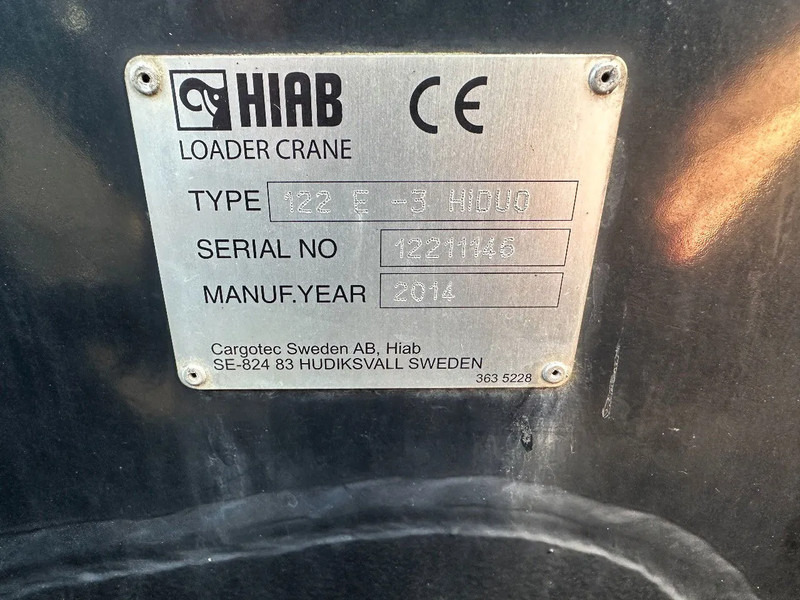 HIAB CE
LOADER CRANE
TYPE 122 E -3 HIDUO
SERIAL NO 12211146
MANUF.YEAR 2014
Cargotec Sweden AB, Hiab
SE-824 83 HUDIKSVALL SWEDEN
363 5228